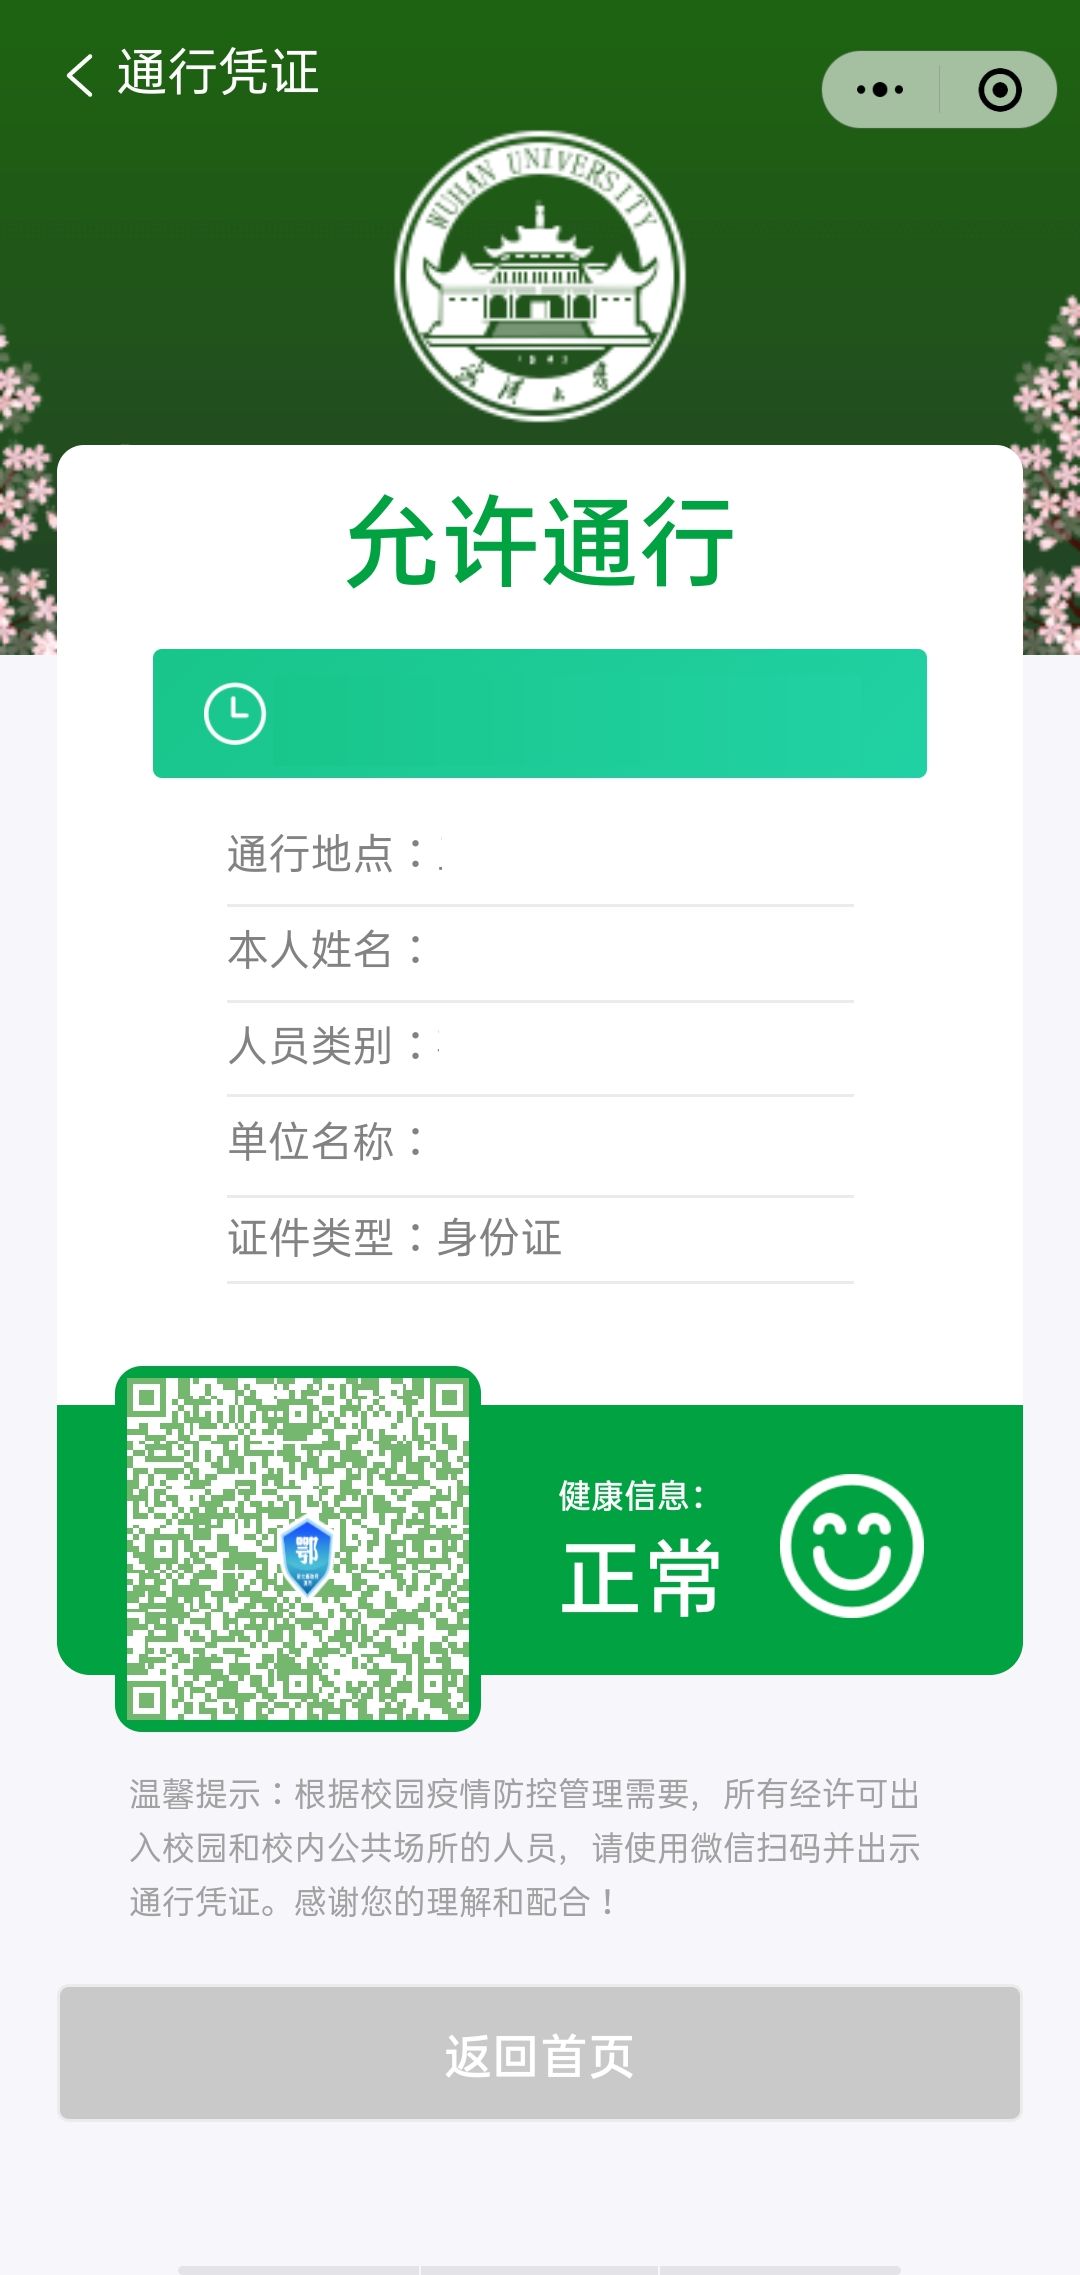 通行凭证
WUHAN UNIVERSITY
1893
武汉大学
允许通行
通行地点：
本人姓名：
人员类别：
单位名称：
证件类型：身份证
鄂
健康信息：
正常
温馨提示：根据校园疫情防控管理需要，所有经许可出
入校园和校内公共场所的人员，请使用微信扫码并出示
通行凭证。感谢您的理解和配合！
返回首页